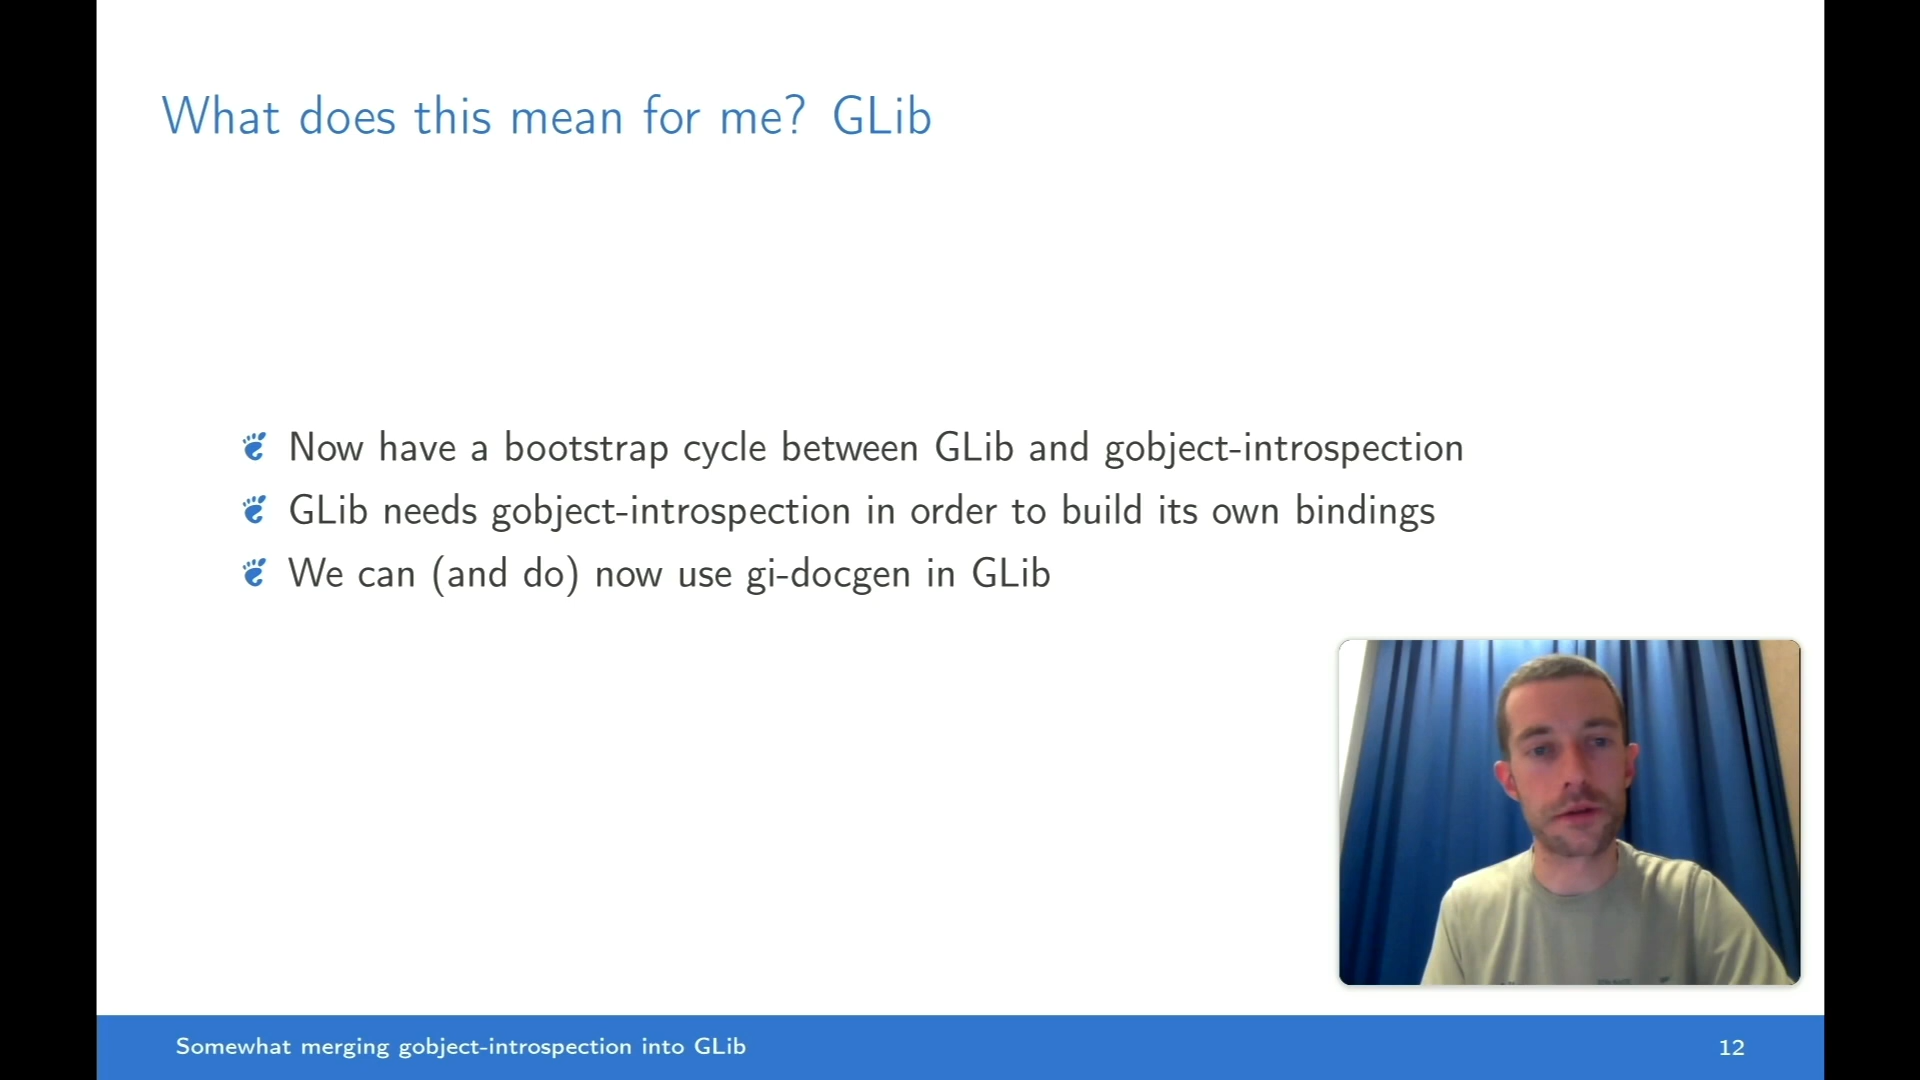 What does this mean for me? GLib
Now have a bootstrap cycle between GLib and gobject-introspection
GLib needs gobject-introspection in order to build its own bindings
We can (and do) now use gi-docgen in GLib
Somewhat merging gobject-introspection into GLib
12